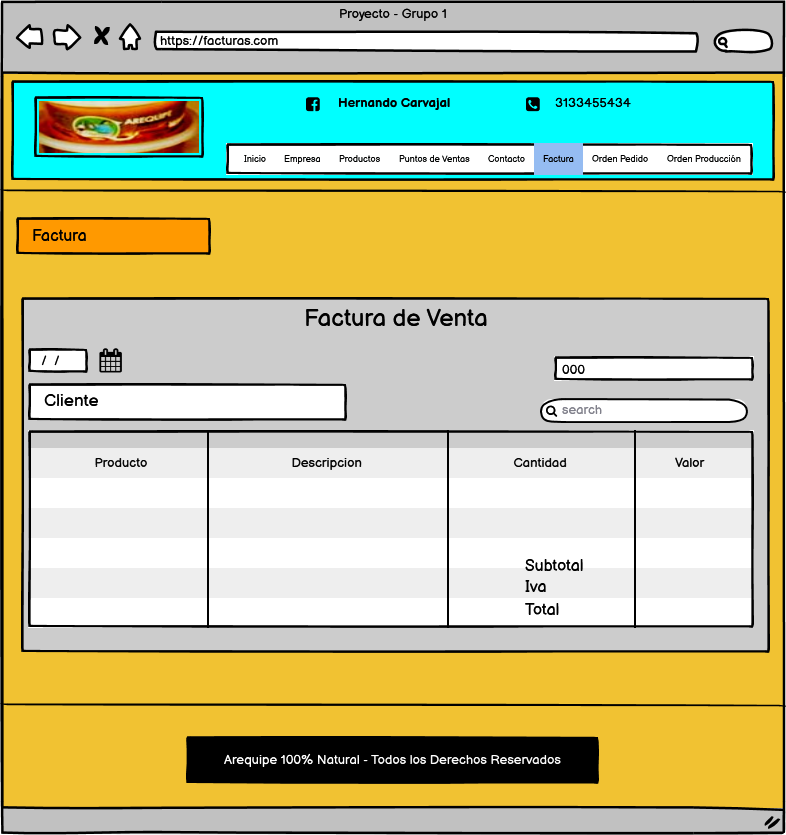 Proyecto - Grupo 1
https://facturas.com
AREQUIPE
Hernando Carvajal
3133455434
Inicio Empresa Productos Puntos de Ventas Contacto Factura Orden Pedido Orden Producción
Factura
Factura de Venta
/ /
000
Cliente
search
Producto Descripcion Cantidad Valor
Subtotal
Iva
Total
Arequipe 100% Natural - Todos los Derechos Reservados